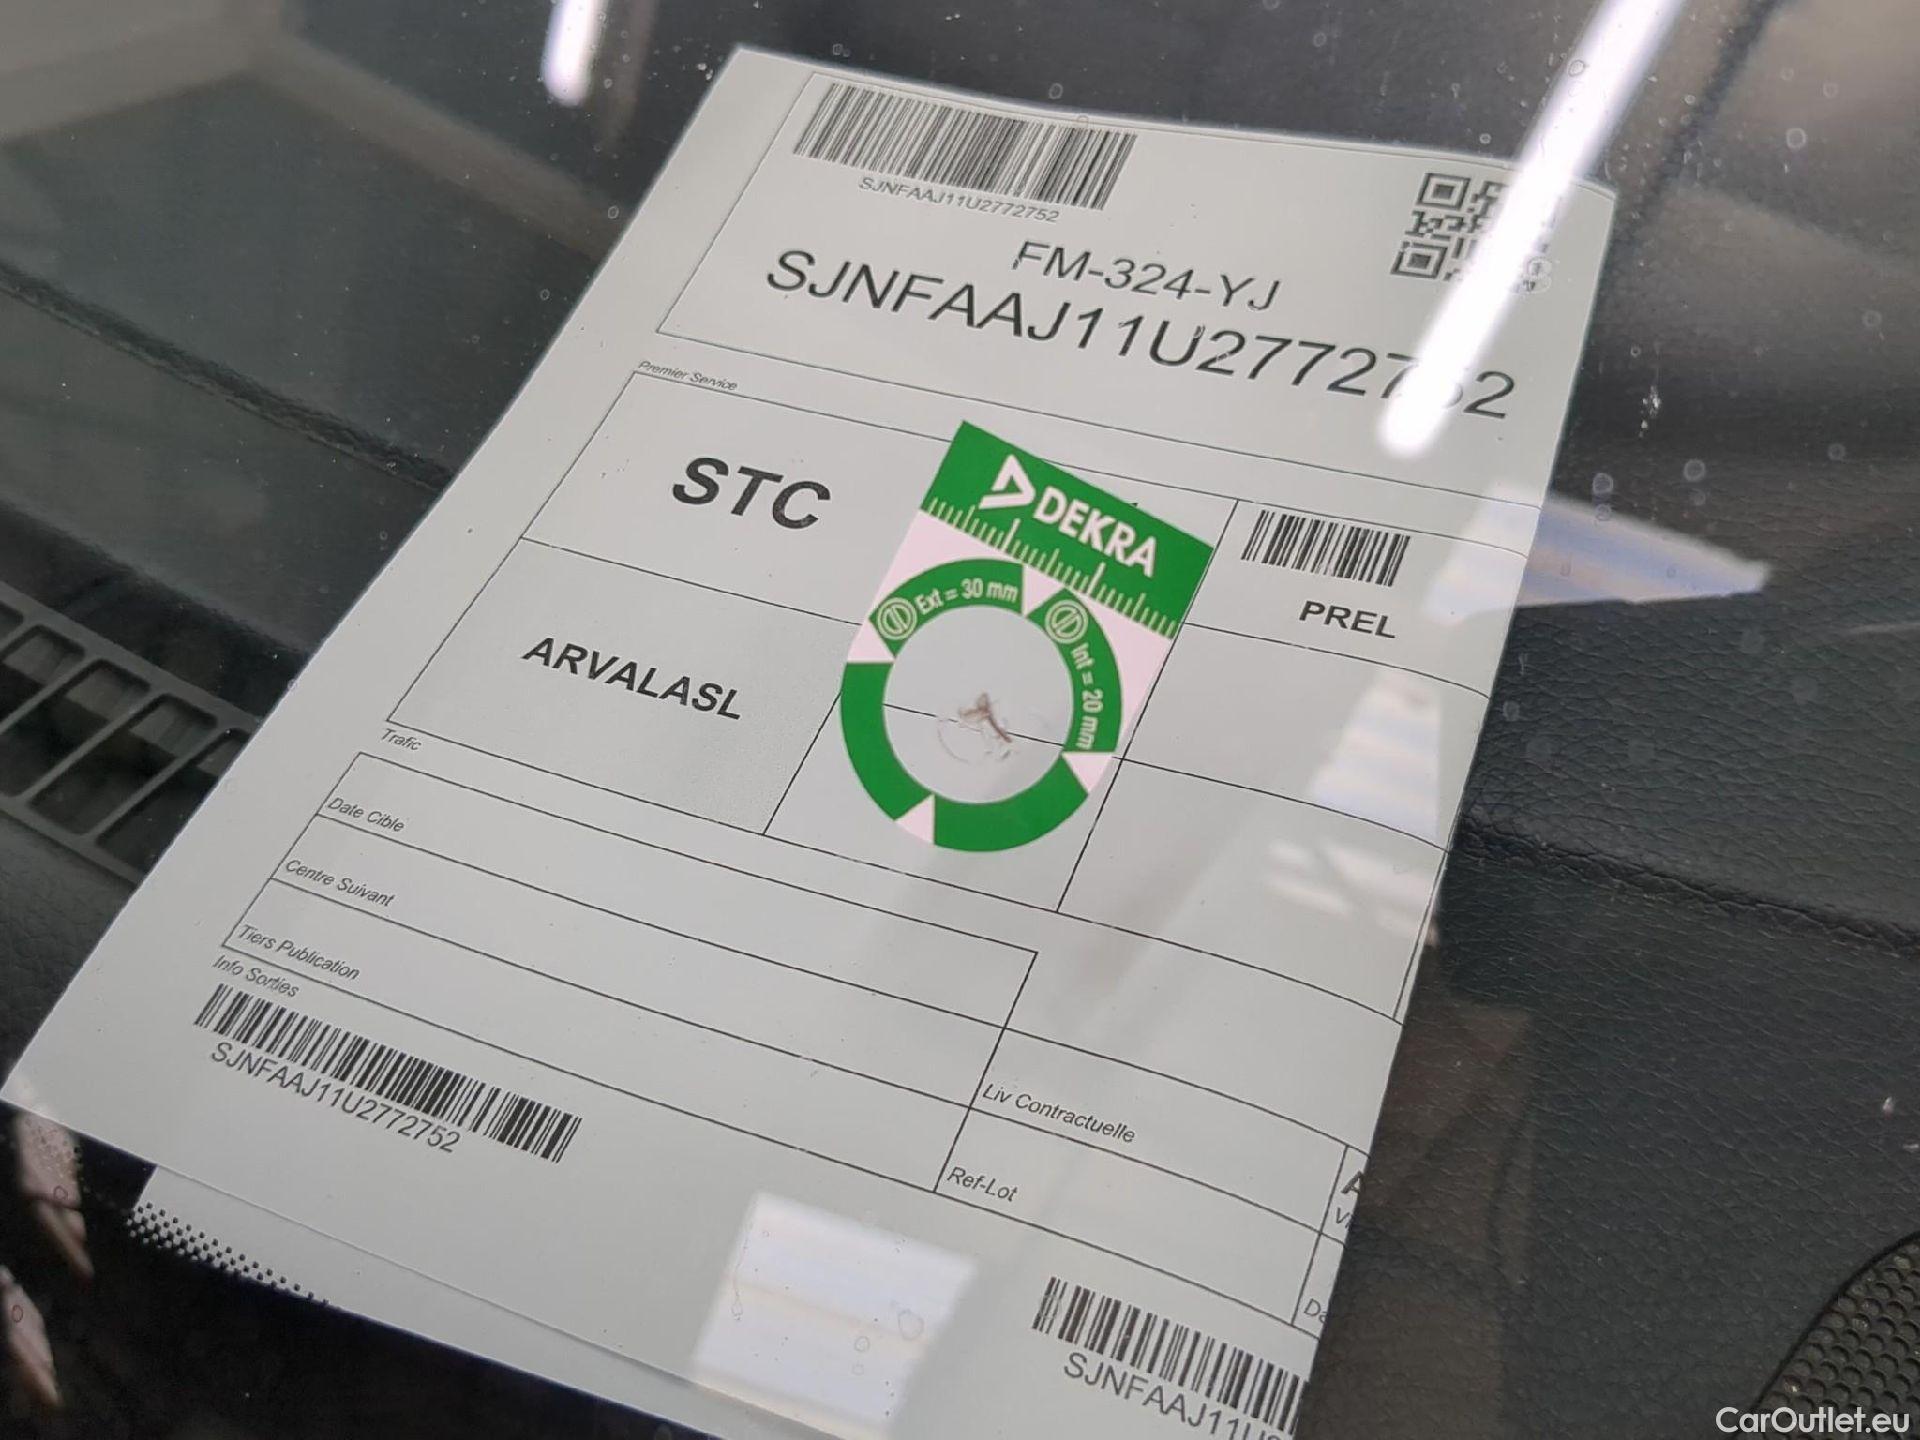 SJNFAAJ11U2772752
FM-324-YJ
SJNFAAJ11U2772752
Premier Service
STC
DEKRA
Ext = 30 mm
Int = 20 mm
PREL
ARVALASL
Trafic
Date Cible
Centre Suivant
Tiers Publication
Info Sorties
SJNFAAJ11U2772752
Liv Contractuelle
Ref-Lot
SJNFAAJ11U
CarOutlet.eu